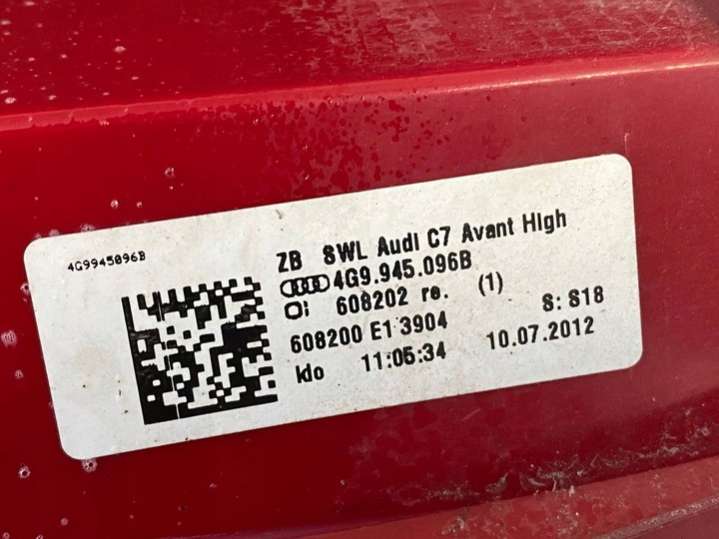 4G9945096B
ZB SWL Audi C7 Avant High
4G9.945.096B
608202 re. (1)
608200 E1 3904 S: S18
klo 11:05:34 10.07.2012